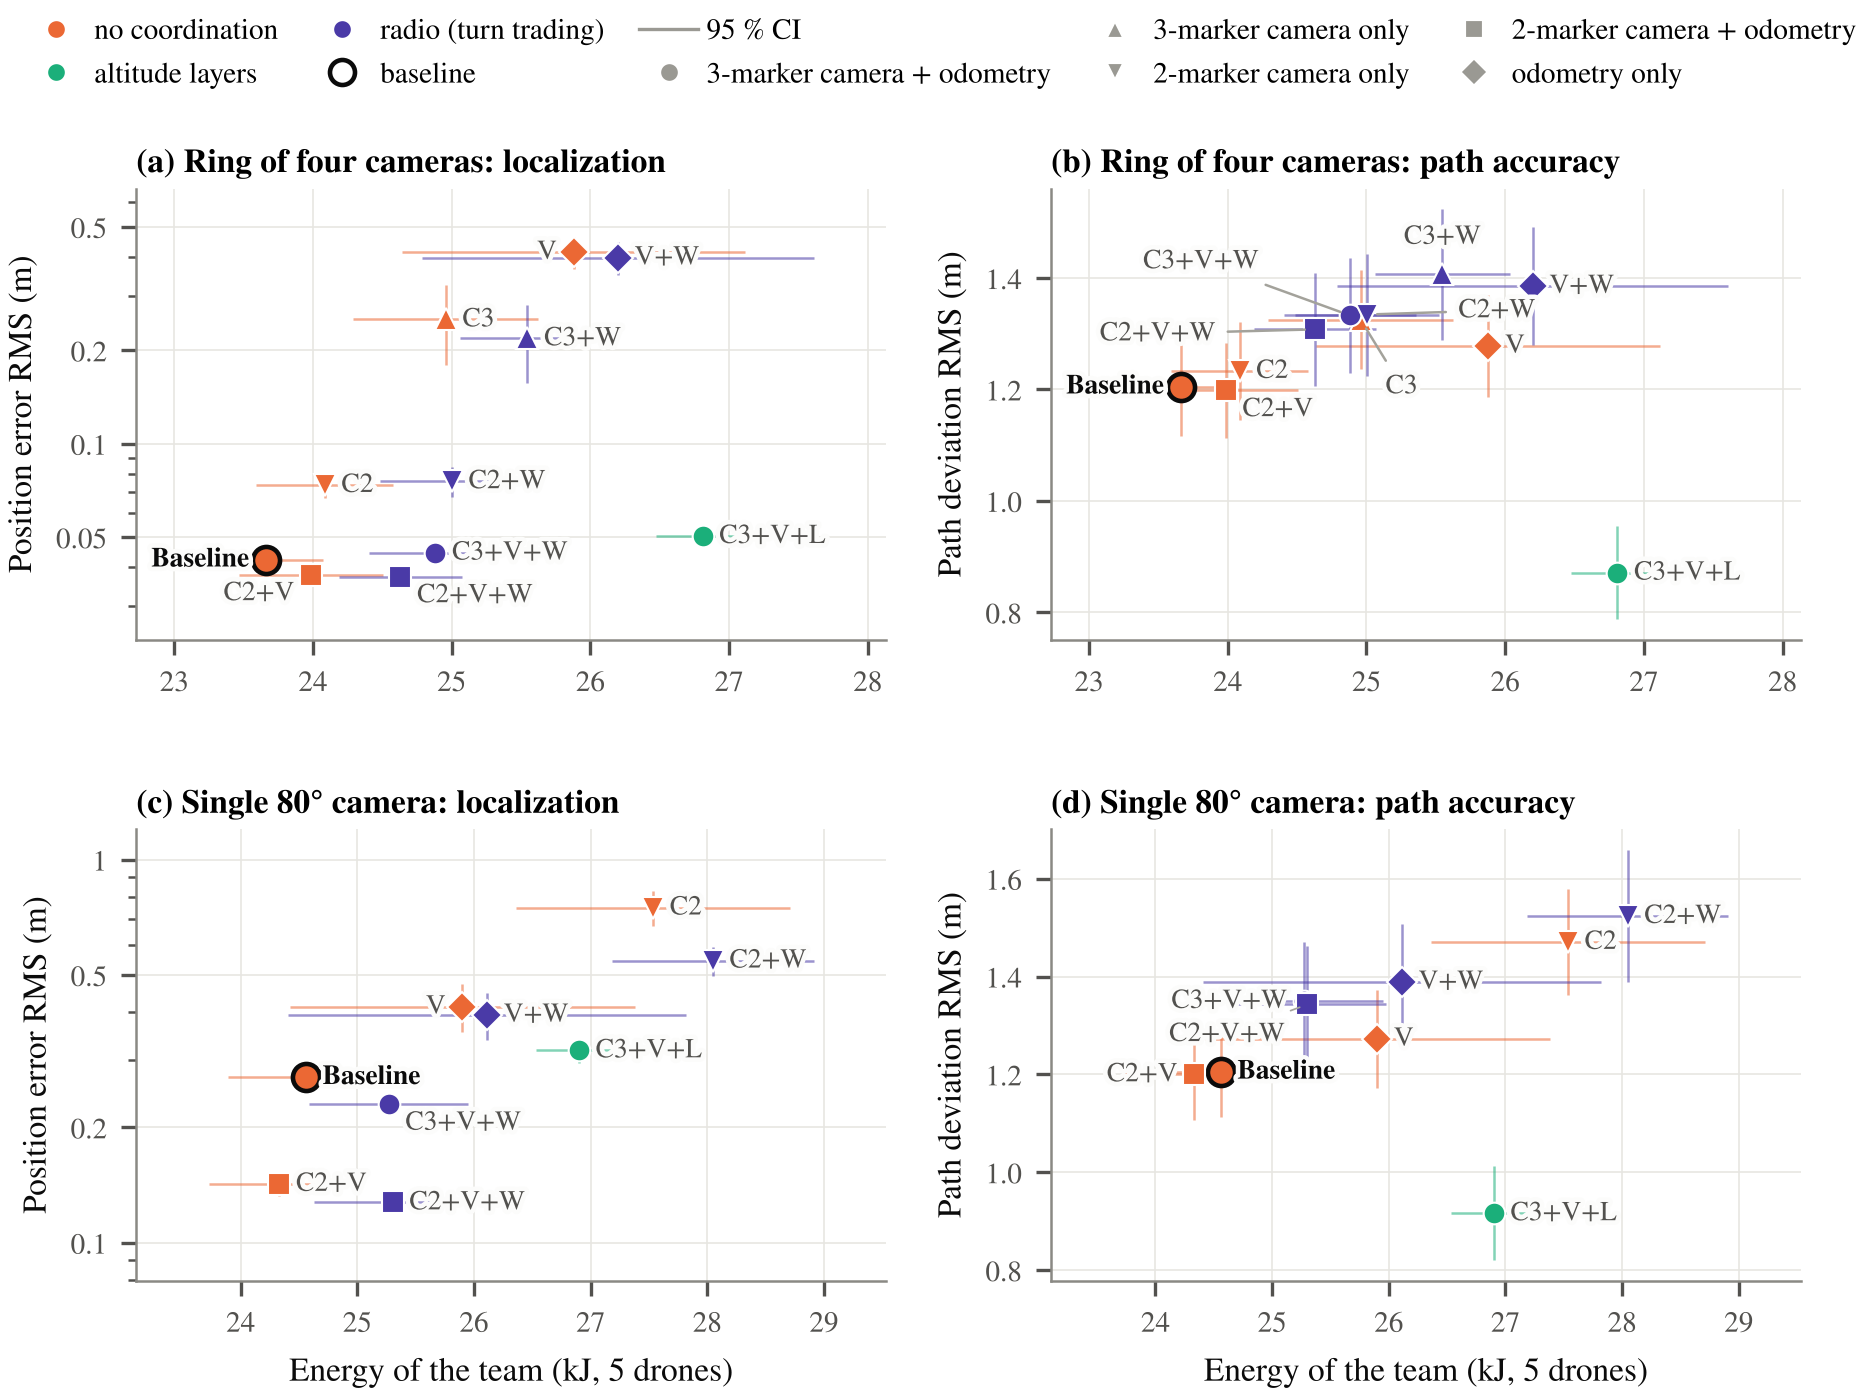 no coordination
radio (turn trading)
95 % CI
3-marker camera only
2-marker camera + odometry
altitude layers
baseline
3-marker camera + odometry
2-marker camera only
odometry only
(a) Ring of four cameras: localization
Position error RMS (m)
0.5
0.2
0.1
0.05
V
V+W
C3
C3+W
C2
C2+W
C3+V+L
Baseline
C3+V+W
C2+V
C2+V+W
23
24
25
26
27
28
(b) Ring of four cameras: path accuracy
Path deviation RMS (m)
1.4
1.2
1.0
0.8
C3+W
C3+V+W
V+W
C2+W
C2+V+W
V
C2
C3
Baseline
C2+V
C3+V+L
23
24
25
26
27
28
(c) Single 80° camera: localization
Position error RMS (m)
1
0.5
0.2
0.1
C2
C2+W
V
V+W
C3+V+L
Baseline
C3+V+W
C2+V
C2+V+W
24
25
26
27
28
29
Energy of the team (kJ, 5 drones)
(d) Single 80° camera: path accuracy
Path deviation RMS (m)
1.6
1.4
1.2
1.0
0.8
C2+W
C2
V+W
C3+V+W
C2+V+W
V
C2+V
Baseline
C3+V+L
24
25
26
27
28
29
Energy of the team (kJ, 5 drones)